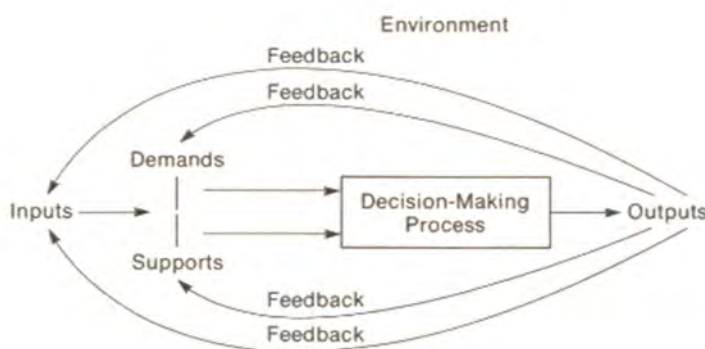 Environment
Feedback
Feedback
Demands
Inputs
Decision-Making
Process
Outputs
Supports
Feedback
Feedback